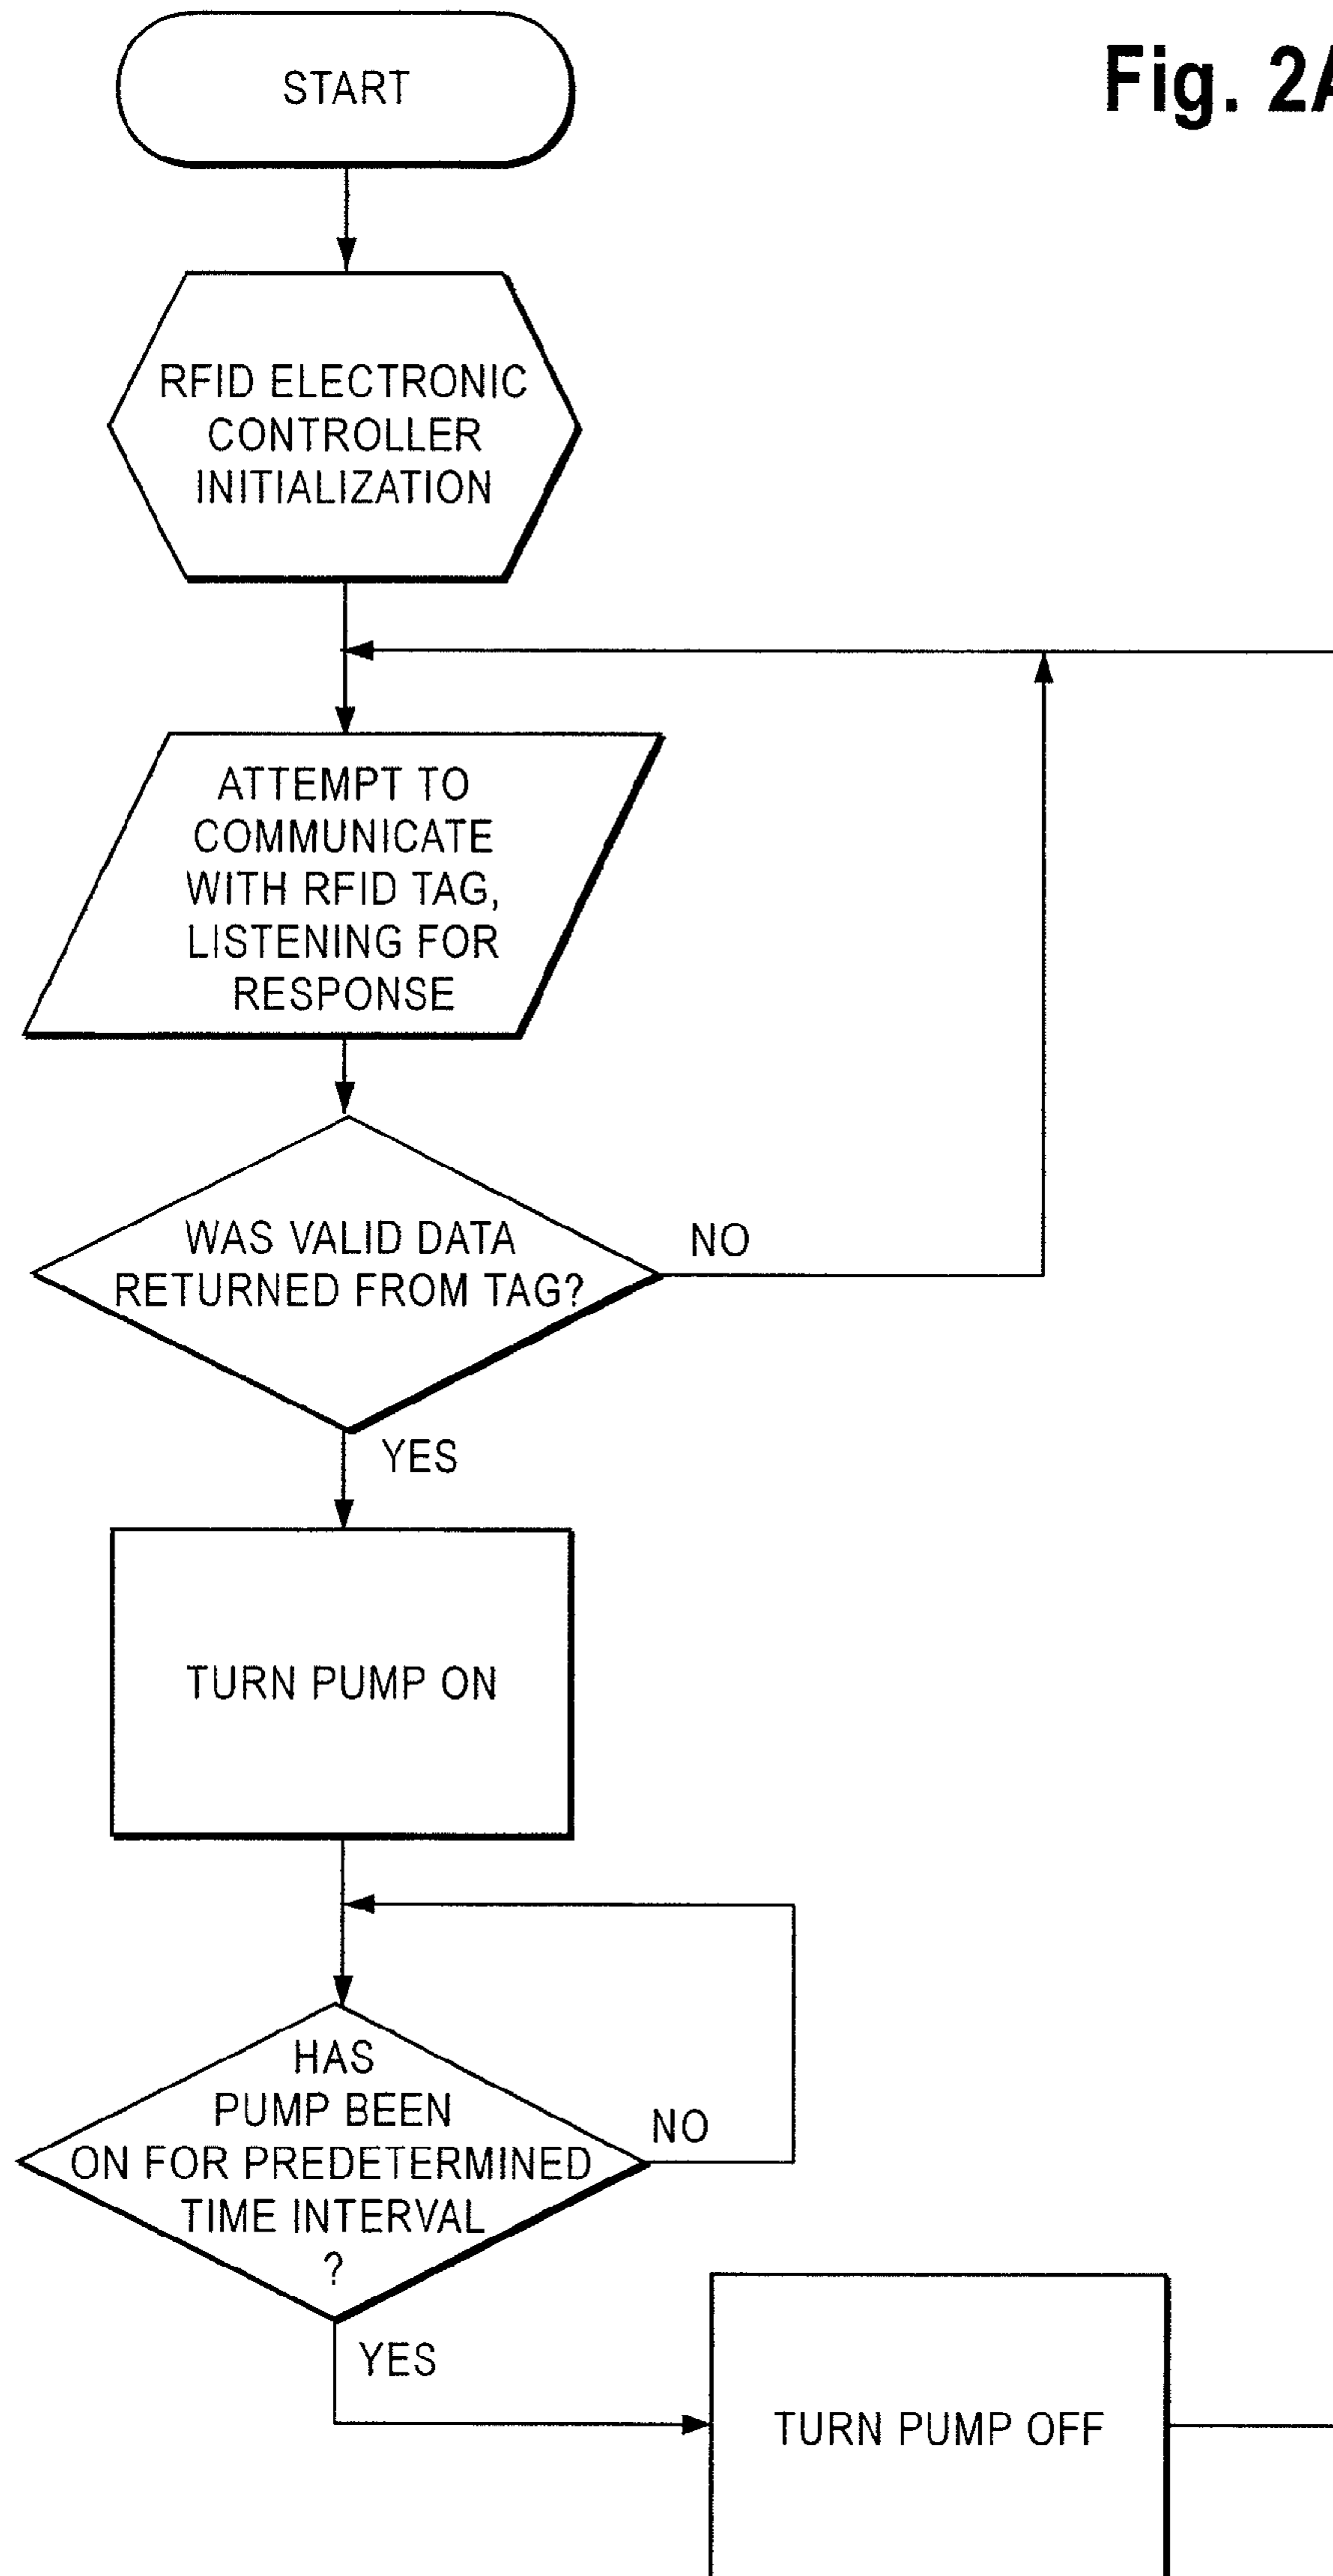 Fig. 2A
START
RFID ELECTRONIC
CONTROLLER
INITIALIZATION
ATTEMPT TO
COMMUNICATE
WITH RFID TAG,
LISTENING FOR
RESPONSE
WAS VALID DATA
RETURNED FROM TAG?
NO
YES
TURN PUMP ON
HAS
PUMP BEEN
ON FOR PREDETERMINED
TIME INTERVAL
?
NO
YES
TURN PUMP OFF